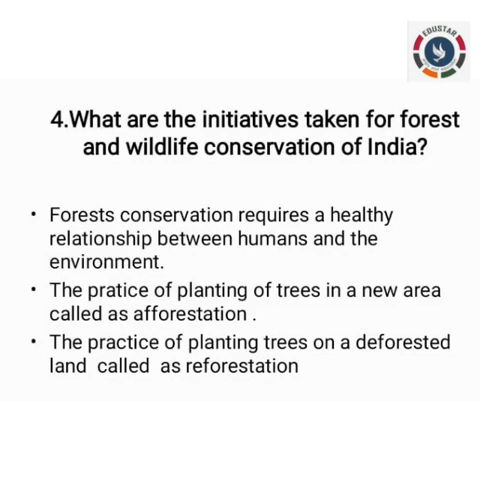 EDUSTAR
4.What are the initiatives taken for forest
and wildlife conservation of India?
• Forests conservation requires a healthy
relationship between humans and the
environment.
• The pratice of planting of trees in a new area
called as afforestation .
• The practice of planting trees on a deforested
land called as reforestation